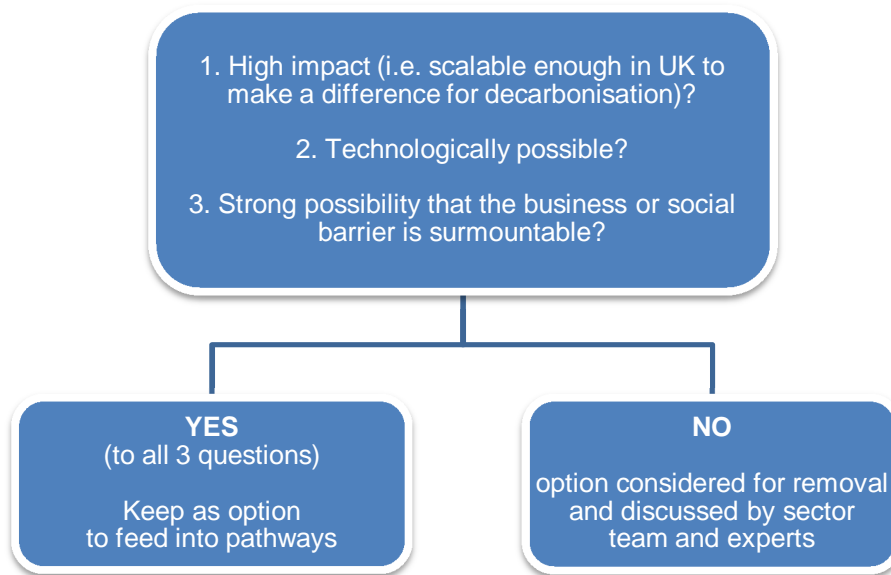 1. High impact (i.e. scalable enough in UK to
make a difference for decarbonisation)?
2. Technologically possible?
3. Strong possibility that the business or social
barrier is surmountable?
YES
(to all 3 questions)
Keep as option
to feed into pathways
NO
option considered for removal
and discussed by sector
team and experts